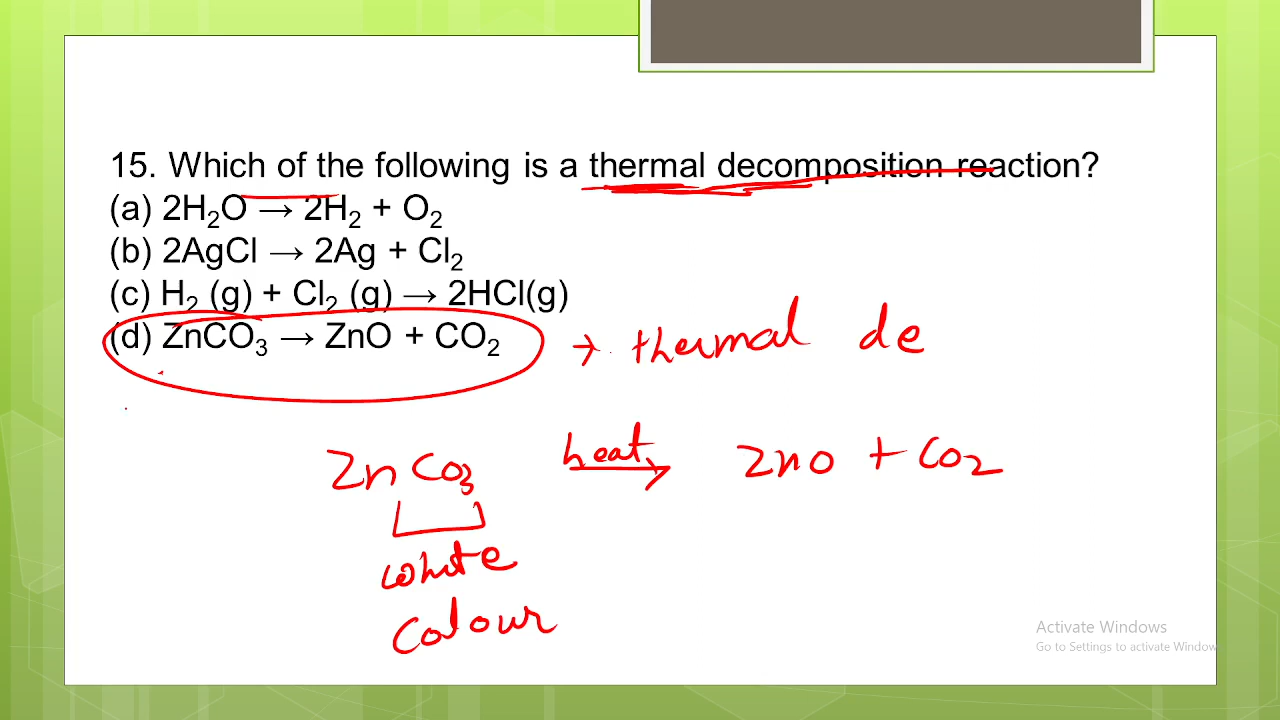 15. Which of the following is a thermal decomposition reaction?
(a) 2H₂O → 2H₂ + O₂
(b) 2AgCl → 2Ag + Cl₂
(c) H₂ (g) + Cl₂ (g) → 2HCl(g)
(d) ZnCO₃ → ZnO + CO₂
→ thermal de
ZnCO₃ heat → ZnO + CO₂
white
colour
Activate Windows
Go to Settings to activate Window